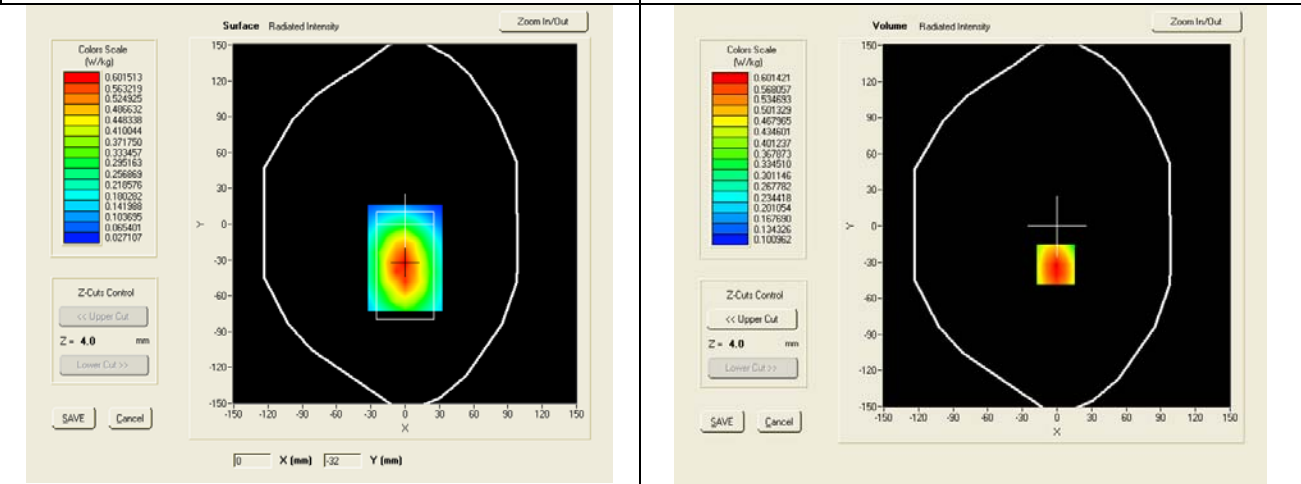 Surface Radiated Intensity
Zoom In/Out
Colors Scale
(W/kg)
0.601513
0.563219
0.524925
0.486632
0.448338
0.410044
0.371750
0.333457
0.295163
0.256869
0.218576
0.180282
0.141988
0.103695
0.065401
0.027107
Z-Cuts Control
<< Upper Cut
Z = 4.0 mm
Lower Cut >>
SAVE Cancel
150
120
90
60
30
0
-30
-60
-90
-120
-150
Y
-150 -120 -90 -60 -30 0 30 60 90 120 150
X
0 X (mm) -32 Y (mm)
Volume Radiated Intensity
Zoom In/Out
Colors Scale
(W/kg)
0.601421
0.568057
0.534693
0.501329
0.467965
0.434601
0.401237
0.367873
0.334510
0.301146
0.267782
0.234418
0.201054
0.167690
0.134326
0.100962
Z-Cuts Control
<< Upper Cut
Z = 4.0 mm
Lower Cut >>
SAVE Cancel
150
120
90
60
30
0
-30
-60
-90
-120
-150
Y
-150 -120 -90 -60 -30 0 30 60 90 120 150
X